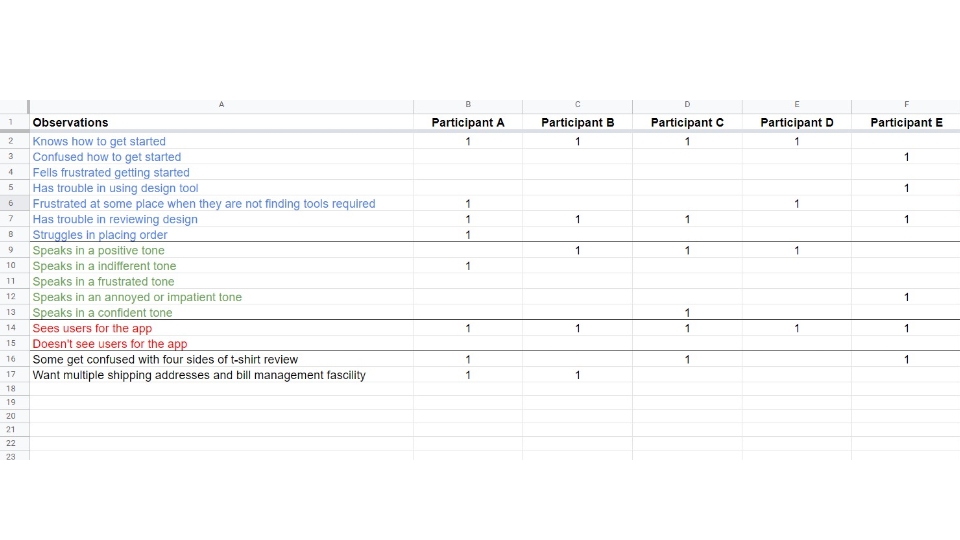 A B C D E F
1 Observations Participant A Participant B Participant C Participant D Participant E
2 Knows how to get started 1 1 1 1
3 Confused how to get started 1
4 Fells frustrated getting started
5 Has trouble in using design tool 1
6 Frustrated at some place when they are not finding tools required 1 1
7 Has trouble in reviewing design 1 1 1 1
8 Struggles in placing order 1
9 Speaks in a positive tone 1 1 1
10 Speaks in a indifferent tone 1
11 Speaks in a frustrated tone
12 Speaks in an annoyed or impatient tone 1
13 Speaks in a confident tone 1
14 Sees users for the app 1 1 1 1 1
15 Doesn't see users for the app
16 Some get confused with four sides of t-shirt review 1 1 1
17 Want multiple shipping addresses and bill management fascility 1 1
18
19
20
21
22
23